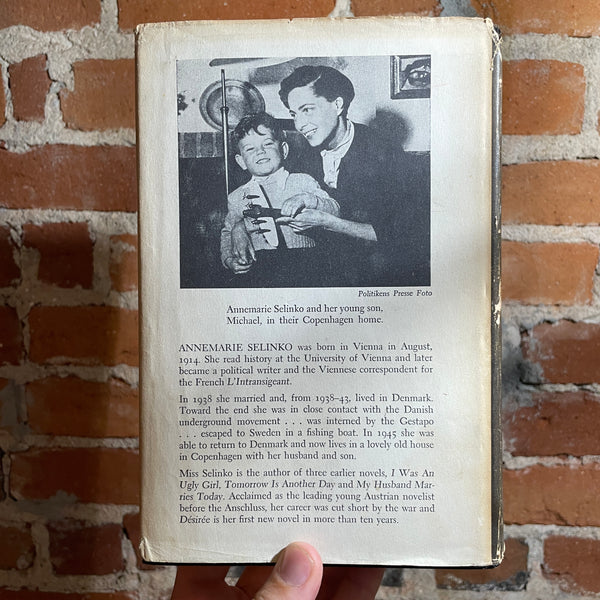 Politikens Presse Foto
Annemarie Selinko and her young son,
Michael, in their Copenhagen home.
ANNEMARIE SELINKO was born in Vienna in August,
1914. She read history at the University of Vienna and later
became a political writer and the Viennese correspondent for
the French L'Intransigeant.
In 1938 she married and, from 1938–43, lived in Denmark.
Toward the end she was in close contact with the Danish
underground movement . . . was interned by the Gestapo
. . . escaped to Sweden in a fishing boat. In 1945 she was
able to return to Denmark and now lives in a lovely old house
in Copenhagen with her husband and son.
Miss Selinko is the author of three earlier novels, I Was An
Ugly Girl, Tomorrow Is Another Day and My Husband Mar-
ries Today. Acclaimed as the leading young Austrian novelist
before the Anschluss, her career was cut short by the war and
Désirée is her first new novel in more than ten years.